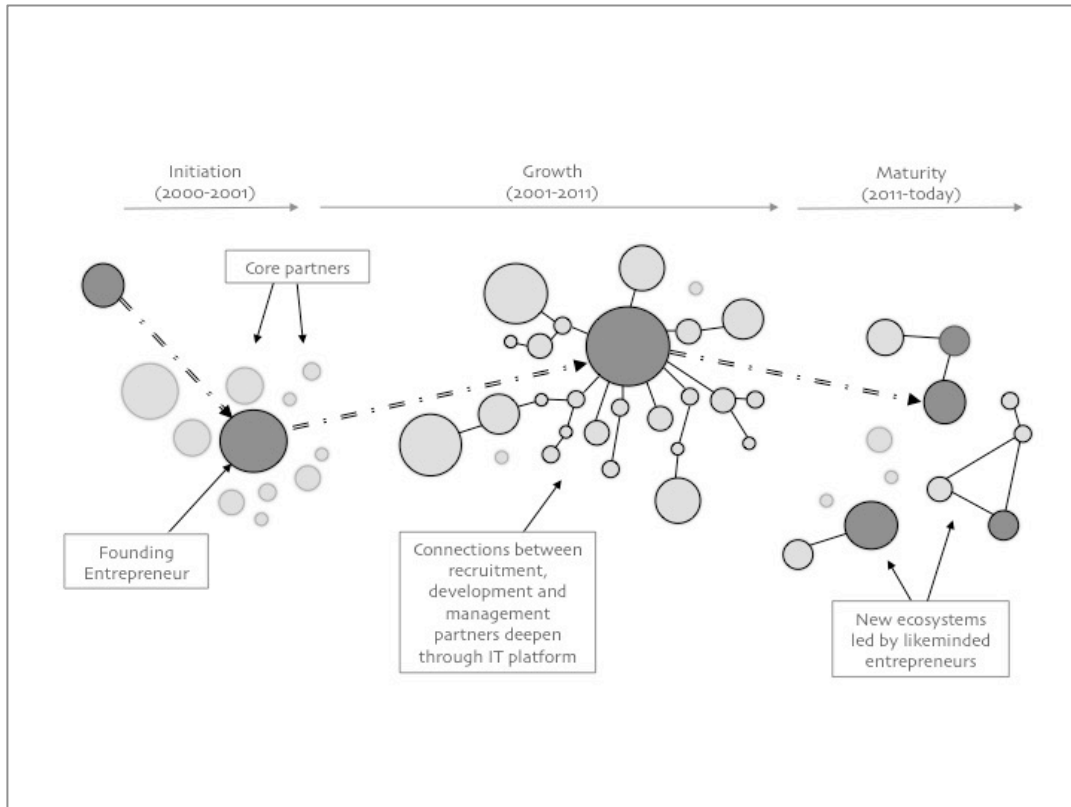 Initiation
(2000-2001)
Growth
(2001-2011)
Maturity
(2011-today)
Core partners
Founding
Entrepreneur
Connections between
recruitment,
development and
management
partners deepen
through IT platform
New ecosystems
led by likeminded
entrepreneurs